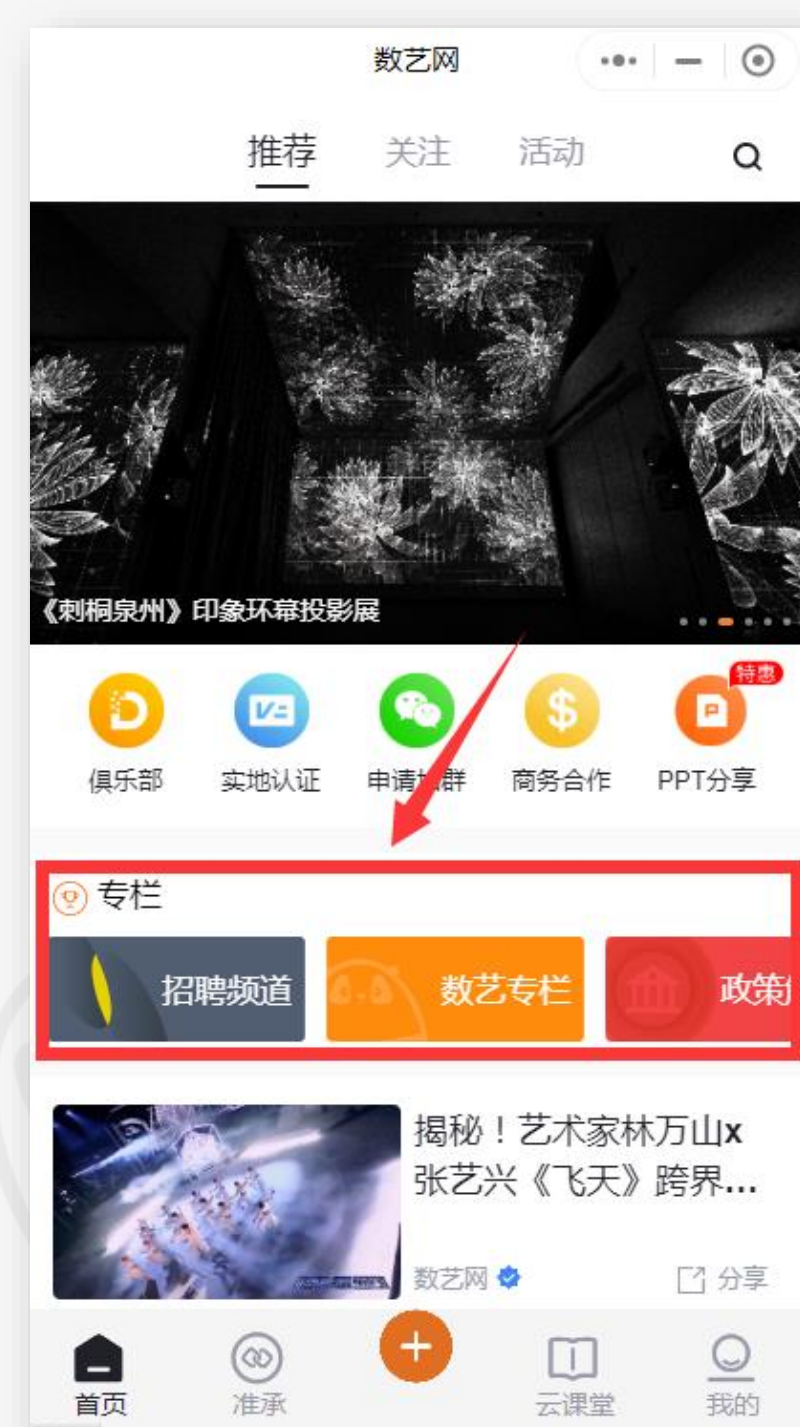 数艺网
推荐 关注 活动
《刺桐泉州》印象环幕投影展
特惠
俱乐部 实地认证 申请加群 商务合作 PPT分享
专栏
招聘频道 数艺专栏 政策
揭秘！艺术家林万山x
张艺兴《飞天》跨界...
数艺网 分享
首页 准承 云课堂 我的